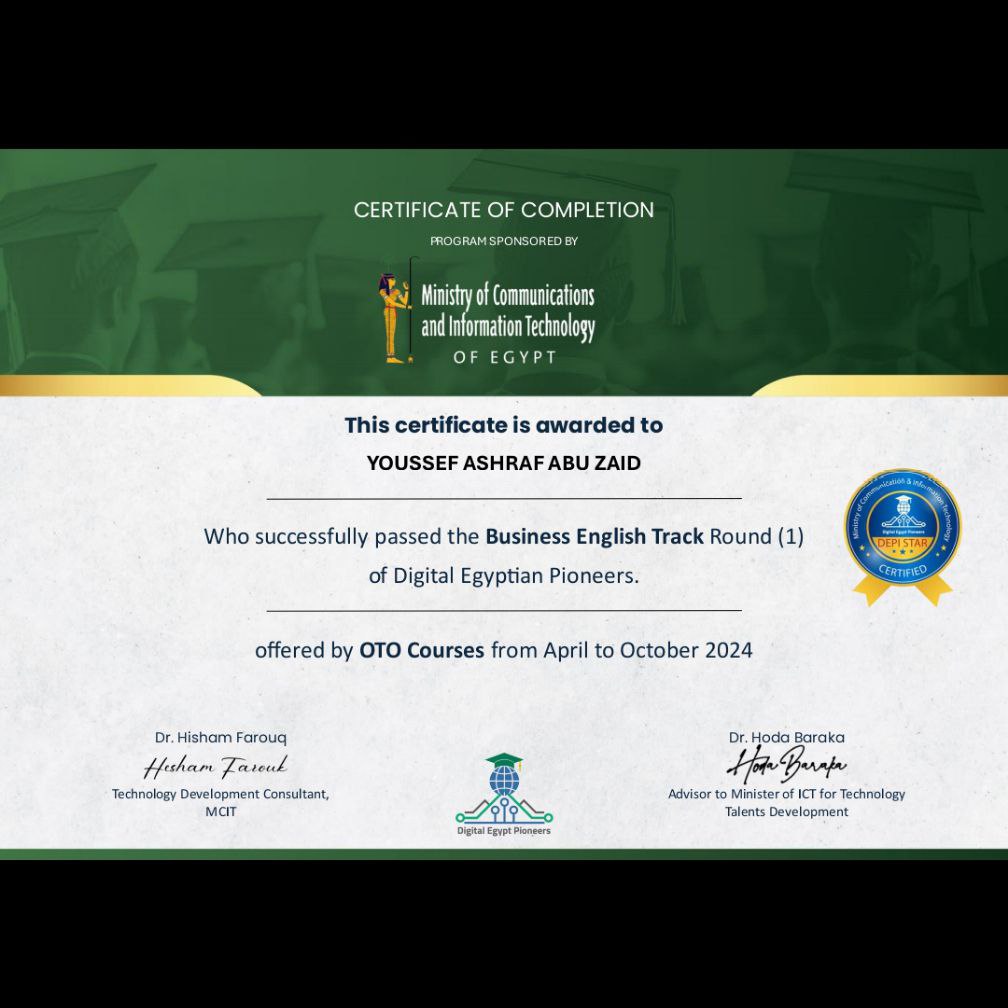 CERTIFICATE OF COMPLETION
PROGRAM SPONSORED BY
Ministry of Communications
and Information Technology
OF EGYPT
This certificate is awarded to
YOUSSEF ASHRAF ABU ZAID
Who successfully passed the Business English Track Round (1)
of Digital Egyptian Pioneers.
offered by OTO Courses from April to October 2024
Ministry of Communication & Information Technology
Digital Egypt Pioneers
DEPI STAR
CERTIFIED
Dr. Hisham Farouq
Hesham Farouk
Technology Development Consultant,
MCIT
Digital Egypt Pioneers
Dr. Hoda Baraka
Hoda Baraka
Advisor to Minister of ICT for Technology
Talents Development